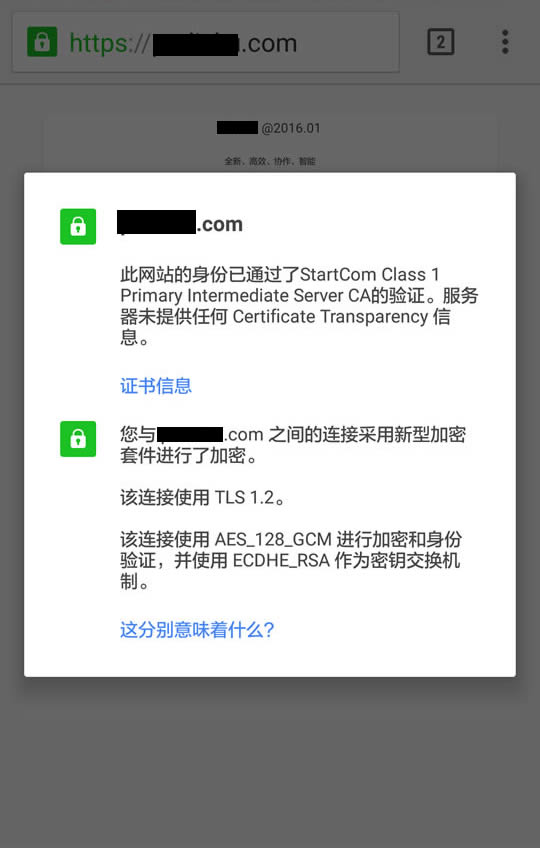 https:// .com
2
@2016.01
全新、高效、协作、智能
.com
此网站的身份已通过了StartCom Class 1
Primary Intermediate Server CA的验证。服务
器未提供任何 Certificate Transparency 信
息。
证书信息
您与 .com 之间的连接采用新型加密
套件进行了加密。
该连接使用 TLS 1.2。
该连接使用 AES_128_GCM 进行加密和身份
验证，并使用 ECDHE_RSA 作为密钥交换机
制。
这分别意味着什么？